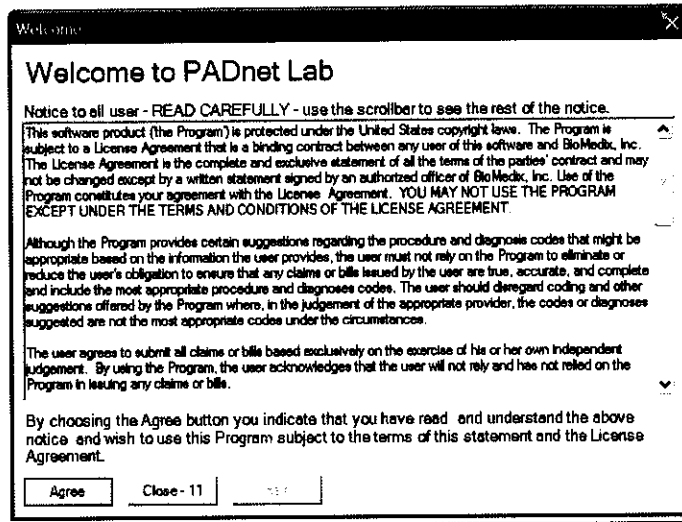 Welcome
Welcome to PADnet Lab
Notice to all user - READ CAREFULLY - use the scrollbar to see the rest of the notice.
This software product ('the Program') is protected under the United States copyright laws. The Program is
subject to a License Agreement that is a binding contract between any user of this software and BioMedix, Inc.
The License Agreement is the complete and exclusive statement of all the terms of the parties' contract and may
not be changed except by a written statement signed by an authorized officer of BioMedix, Inc. Use of the
Program constitutes your agreement with the License Agreement. YOU MAY NOT USE THE PROGRAM
EXCEPT UNDER THE TERMS AND CONDITIONS OF THE LICENSE AGREEMENT.
Although the Program provides certain suggestions regarding the procedure and diagnosis codes that might be
appropriate based on the information the user provides, the user must not rely on the Program to eliminate or
reduce the user's obligation to ensure that any claims or bills issued by the user are true, accurate, and complete
and include the most appropriate procedure and diagnoses codes. The user should disregard coding and other
suggestions offered by the Program where, in the judgement of the appropriate provider, the codes or diagnoses
suggested are not the most appropriate codes under the circumstances.
The user agrees to submit all claims or bills based exclusively on the exercise of his or her own independent
judgement. By using the Program, the user acknowledges that the user will not rely and has not relied on the
Program in issuing any claims or bills.
By choosing the Agree button you indicate that you have read and understand the above
notice and wish to use this Program subject to the terms of this statement and the License
Agreement.
Agree
Close - 11